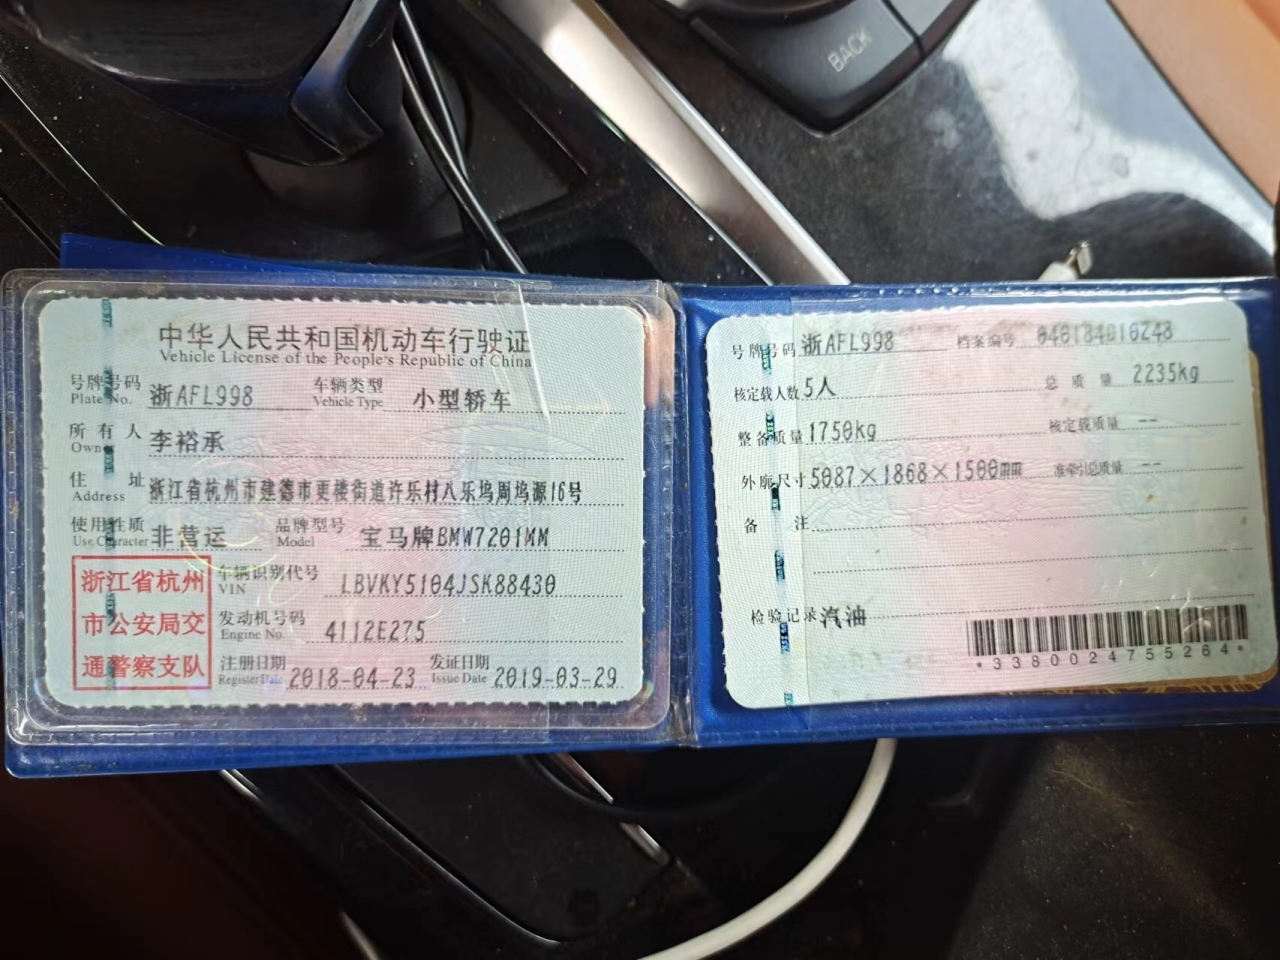 BACK
中华人民共和国机动车行驶证
Vehicle License of the People's Republic of China
号牌号码 浙AFL998 车辆类型 小型轿车
Plate No. Vehicle Type
所有人 李裕承
Owner
住址 浙江省杭州市建德市更楼街道许乐村八乐坞周坞源16号
Address
使用性质 非营运 品牌型号 宝马牌BMW7201MM
Use Character Model
浙江省杭州
市公安局交
通警察支队
车辆识别代号 LBVKY5104JSK88430
VIN
发动机号码 4112E275
Engine No.
注册日期 2018-04-23 发证日期 2019-03-29
Register Date Issue Date
号牌号码 浙AFL998 档案编号
核定载人数 5人 总质量 2235kg
整备质量 1750kg 核定载质量 --
外廓尺寸 5087×1868×1500mm 准牵引总质量 --
备注
检验记录 汽油
*3380024755264*